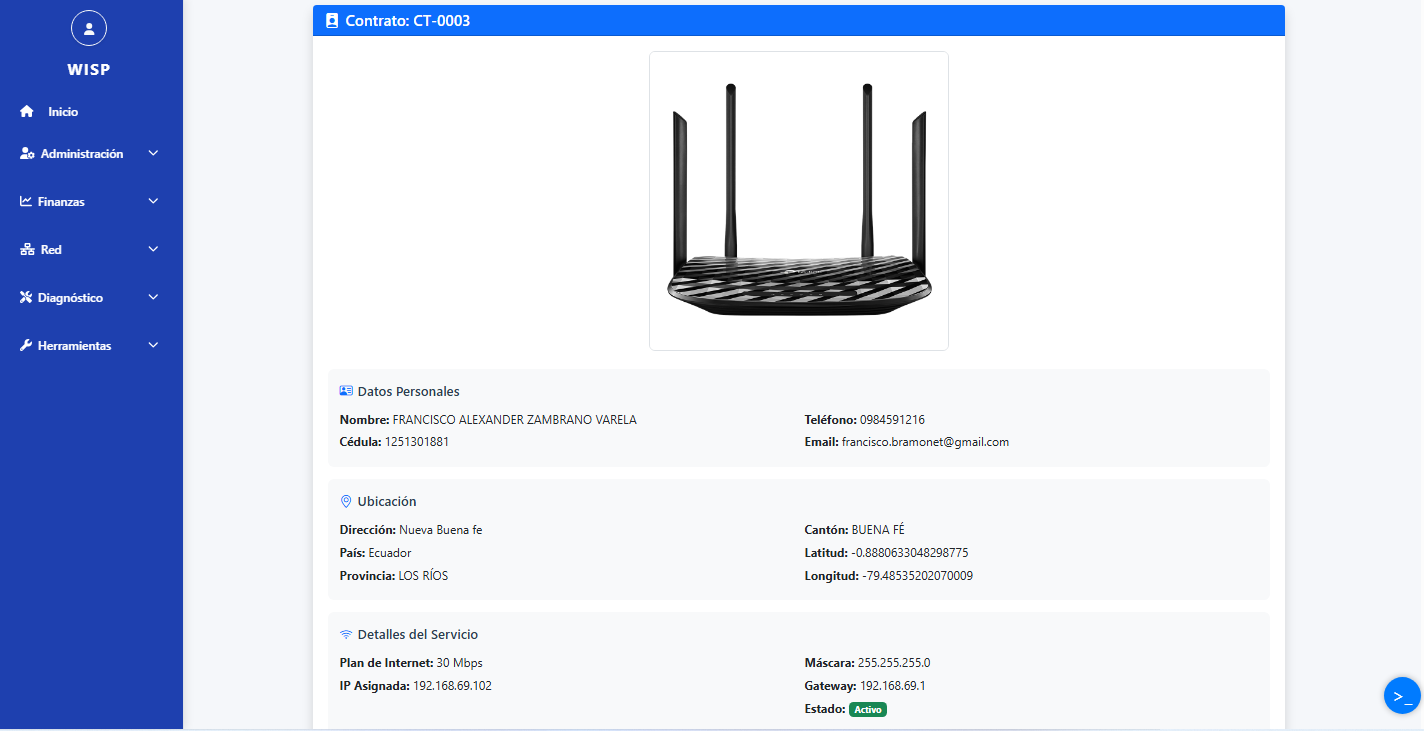 WISP
Inicio
Administración
Finanzas
Red
Diagnóstico
Herramientas
Contrato: CT-0003
Datos Personales
Nombre: FRANCISCO ALEXANDER ZAMBRANO VARELA
Teléfono: 0984591216
Cédula: 1251301881
Email: francisco.bramonet@gmail.com
Ubicación
Dirección: Nueva Buena fe
Cantón: BUENA FÉ
País: Ecuador
Latitud: -0.8880633048298775
Provincia: LOS RÍOS
Longitud: -79.48535202070009
Detalles del Servicio
Plan de Internet: 30 Mbps
Máscara: 255.255.255.0
IP Asignada: 192.168.69.102
Gateway: 192.168.69.1
Estado: Activo
>_